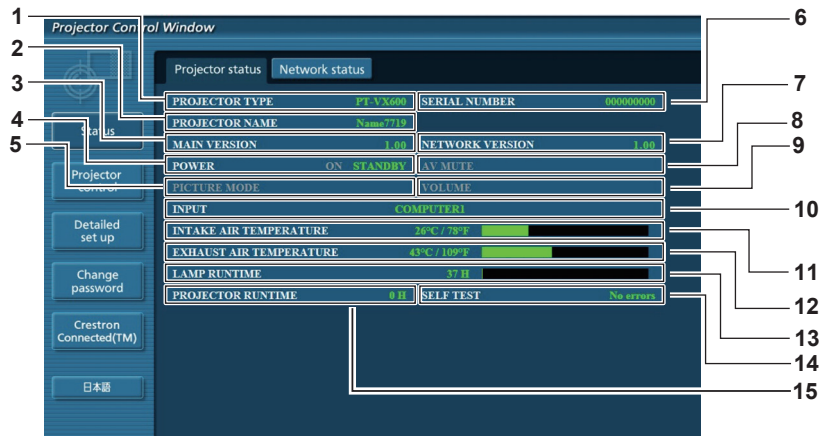 Projector Control Window
Projector status Network status
PROJECTOR TYPE PT-VX600 SERIAL NUMBER 000000000
PROJECTOR NAME Name7719
MAIN VERSION 1.00 NETWORK VERSION 1.00
POWER ON STANDBY AV MUTE
PICTURE MODE VOLUME
INPUT COMPUTER1
INTAKE AIR TEMPERATURE 26°C / 78°F
EXHAUST AIR TEMPERATURE 43°C / 109°F
LAMP RUNTIME 37 H
PROJECTOR RUNTIME 0 H SELF TEST No errors
Status
Projector
control
Detailed
set up
Change
password
Crestron
Connected(TM)
日本語
1
2
3
4
5
6
7
8
9
10
11
12
13
14
15